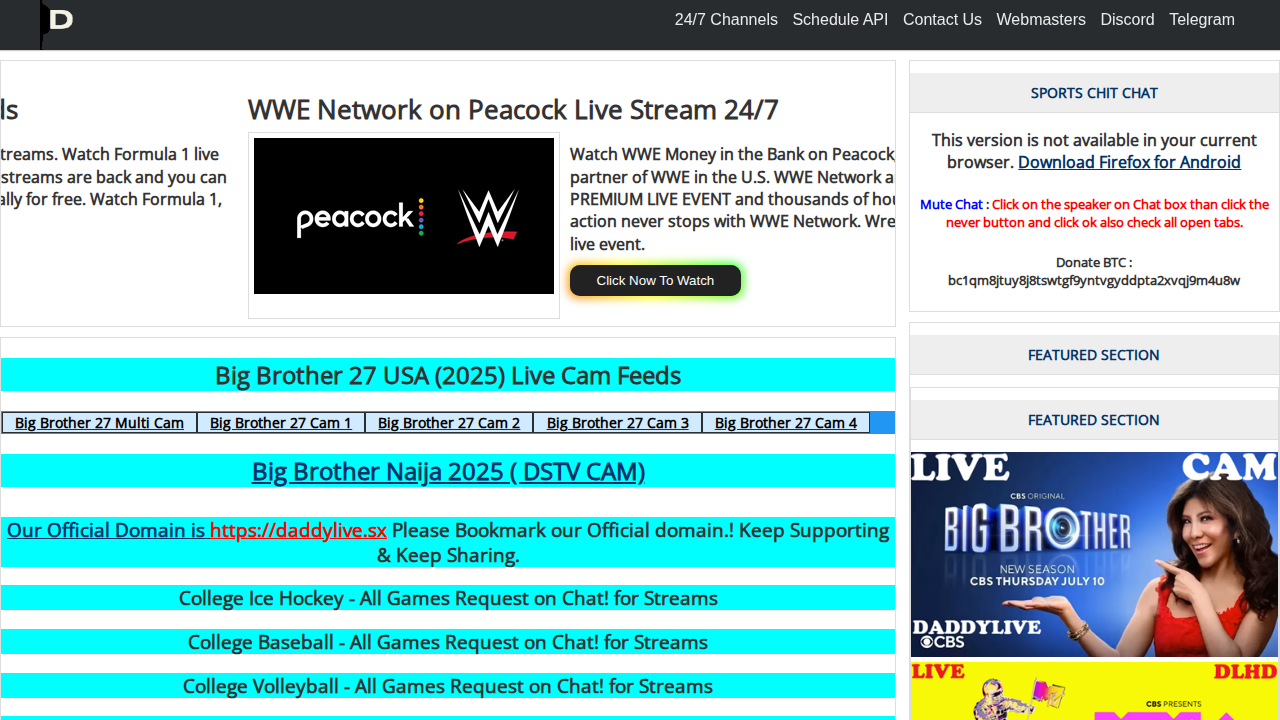 D
24/7 Channels Schedule API Contact Us Webmasters Discord Telegram
ls
treams. Watch Formula 1 live
streams are back and you can
ally for free. Watch Formula 1,
WWE Network on Peacock Live Stream 24/7
peacock
W
Watch WWE Money in the Bank on Peacock,
partner of WWE in the U.S. WWE Network a
PREMIUM LIVE EVENT and thousands of hou
action never stops with WWE Network. Wre
live event.
Click Now To Watch
Big Brother 27 USA (2025) Live Cam Feeds
Big Brother 27 Multi Cam Big Brother 27 Cam 1 Big Brother 27 Cam 2 Big Brother 27 Cam 3 Big Brother 27 Cam 4
Big Brother Naija 2025 ( DSTV CAM)
Our Official Domain is https://daddylive.sx Please Bookmark our Official domain.! Keep Supporting
& Keep Sharing.
College Ice Hockey - All Games Request on Chat! for Streams
College Baseball - All Games Request on Chat! for Streams
College Volleyball - All Games Request on Chat! for Streams
SPORTS CHIT CHAT
This version is not available in your current
browser. Download Firefox for Android
Mute Chat : Click on the speaker on Chat box than click the
never button and click ok also check all open tabs.
Donate BTC :
bc1qm8jtuy8j8tswtgf9yntvgyddpta2xvqj9m4u8w
FEATURED SECTION
FEATURED SECTION
LIVE CAM
CBS ORIGINAL
BIG BROTHER
NEW SEASON
CBS THURSDAY JULY 10
DADDYLIVE
CBS
LIVE DLHD
CBS PRESENTS